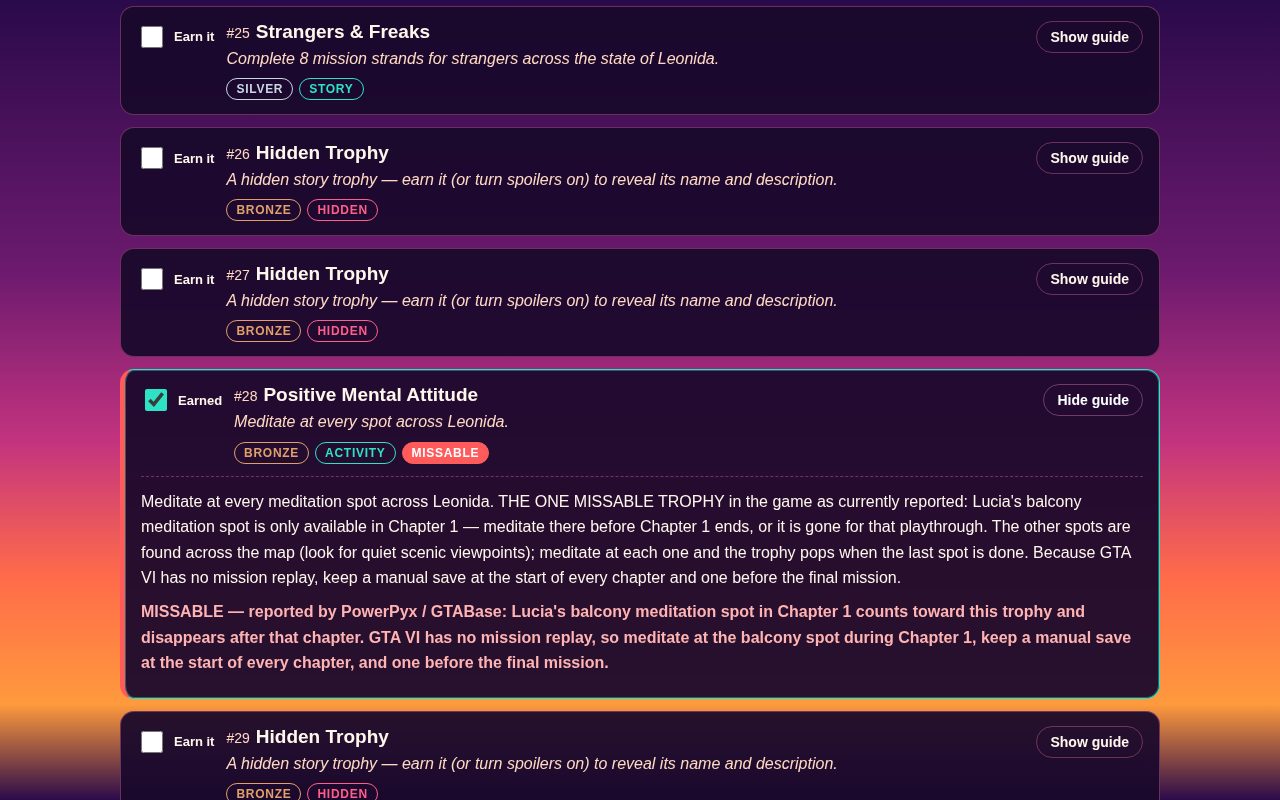 Earn it #25 Strangers & Freaks Show guide
Complete 8 mission strands for strangers across the state of Leonida.
SILVER STORY
Earn it #26 Hidden Trophy Show guide
A hidden story trophy — earn it (or turn spoilers on) to reveal its name and description.
BRONZE HIDDEN
Earn it #27 Hidden Trophy Show guide
A hidden story trophy — earn it (or turn spoilers on) to reveal its name and description.
BRONZE HIDDEN
Earned #28 Positive Mental Attitude Hide guide
Meditate at every spot across Leonida.
BRONZE ACTIVITY MISSABLE
Meditate at every meditation spot across Leonida. THE ONE MISSABLE TROPHY in the game as currently reported: Lucia's balcony
meditation spot is only available in Chapter 1 — meditate there before Chapter 1 ends, or it is gone for that playthrough. The other spots are
found across the map (look for quiet scenic viewpoints); meditate at each one and the trophy pops when the last spot is done. Because GTA
VI has no mission replay, keep a manual save at the start of every chapter and one before the final mission.
MISSABLE — reported by PowerPyx / GTABase: Lucia's balcony meditation spot in Chapter 1 counts toward this trophy and
disappears after that chapter. GTA VI has no mission replay, so meditate at the balcony spot during Chapter 1, keep a manual save
at the start of every chapter, and one before the final mission.
Earn it #29 Hidden Trophy Show guide
A hidden story trophy — earn it (or turn spoilers on) to reveal its name and description.
BRONZE HIDDEN